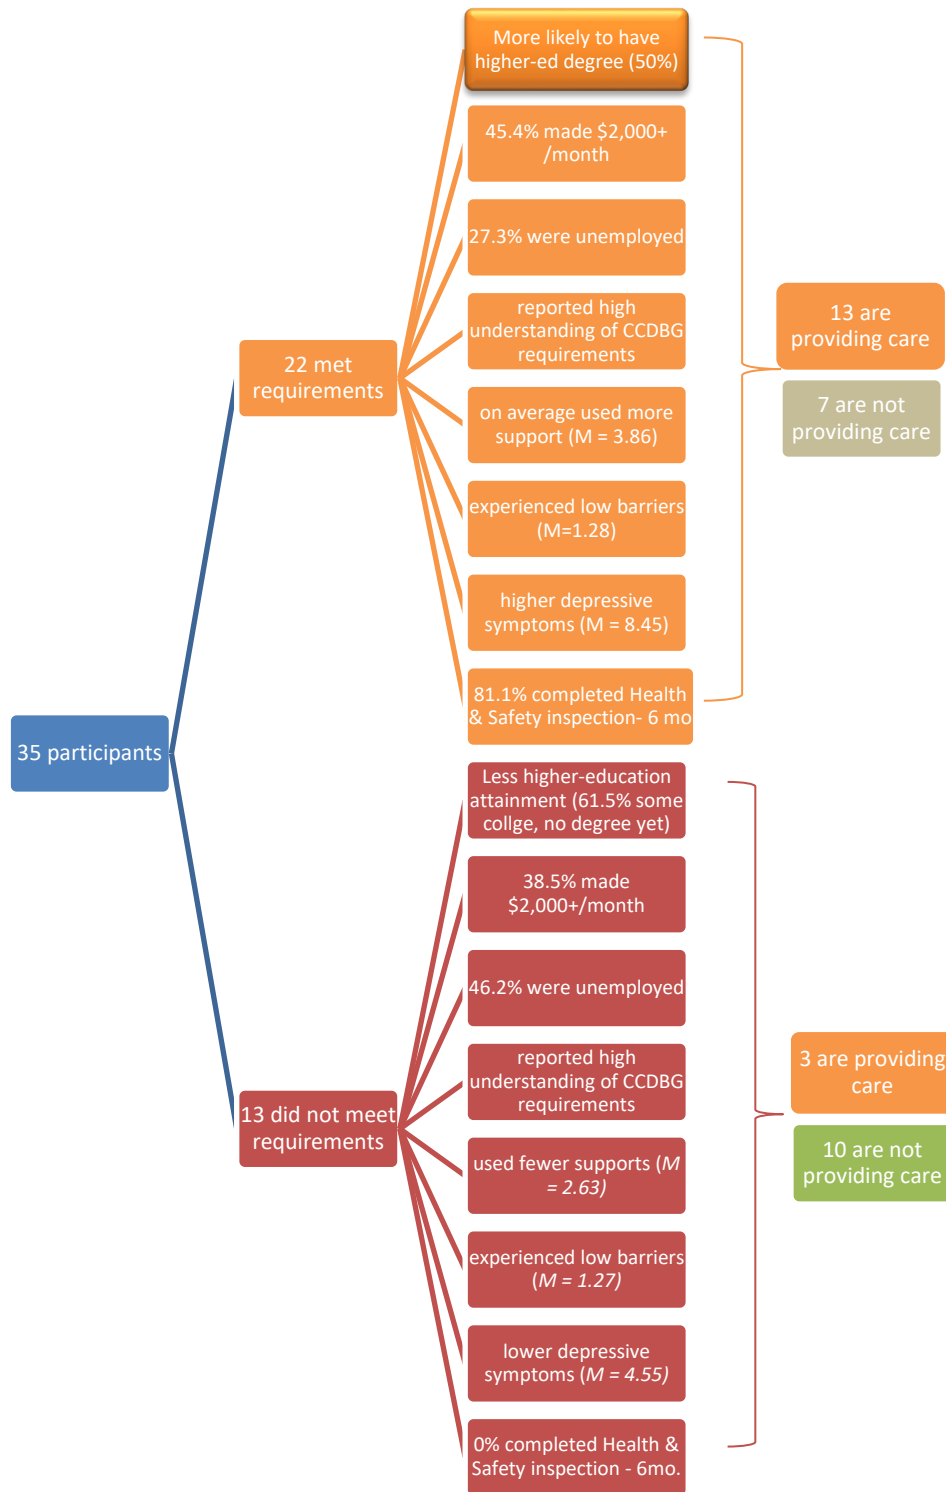 More likely to have
higher-ed degree (50%)
45.4% made $2,000+
/month
27.3% were unemployed
reported high
understanding of CCDBG
requirements
on average used more
support (M = 3.86)
experienced low barriers
(M=1.28)
higher depressive
symptoms (M = 8.45)
81.1% completed Health
& Safety inspection- 6 mo
22 met
requirements
13 are
providing care
7 are not
providing care
35 participants
Less higher-education
attainment (61.5% some
collge, no degree yet)
38.5% made
$2,000+/month
46.2% were unemployed
reported high
understanding of CCDBG
requirements
used fewer supports (M
= 2.63)
experienced low barriers
(M = 1.27)
lower depressive
symptoms (M = 4.55)
0% completed Health &
Safety inspection - 6mo.
13 did not meet
requirements
3 are providing
care
10 are not
providing care